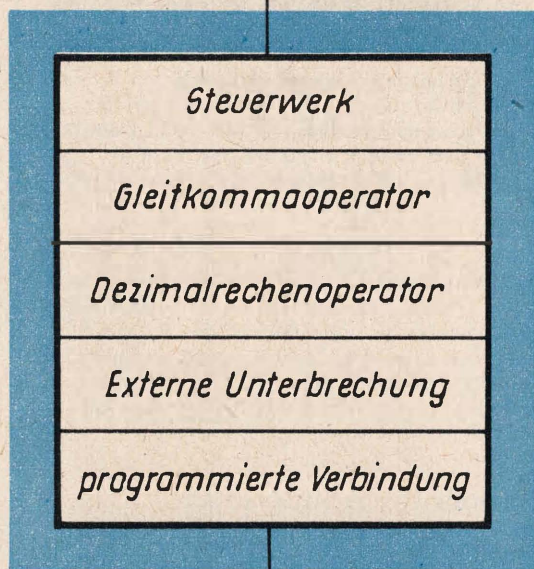 Steuerwerk
Gleitkommaoperator
Dezimalrechenoperator
Externe Unterbrechung
programmierte Verbindung